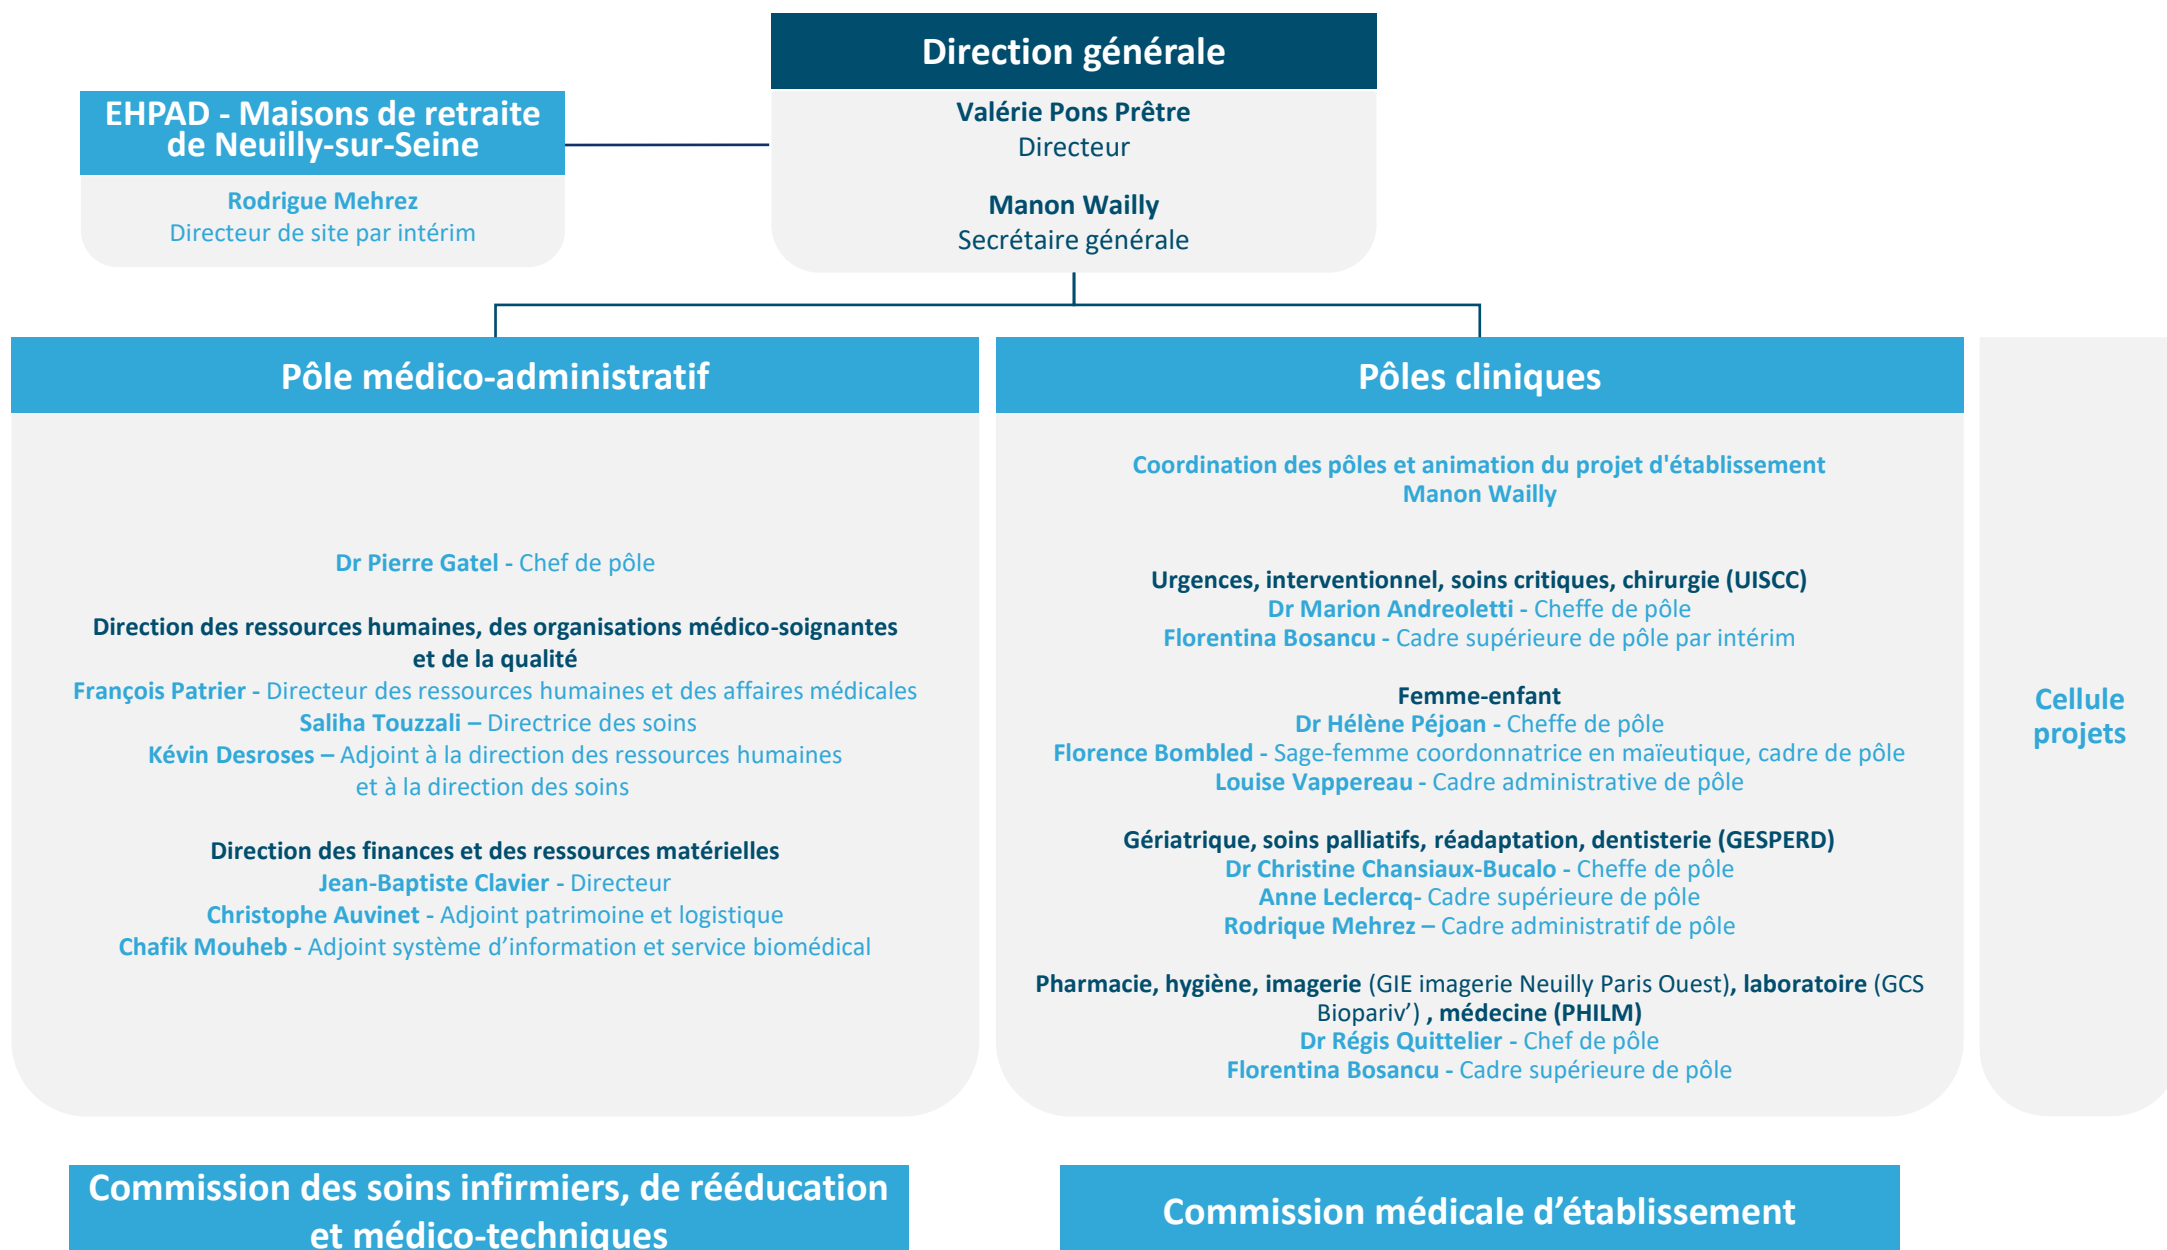 Direction générale
Valérie Pons Prêtre
Directeur
Manon Wailly
Secrétaire générale
EHPAD - Maisons de retraite
de Neuilly-sur-Seine
Rodrigue Mehrez
Directeur de site par intérim
Pôle médico-administratif
Dr Pierre Gatel - Chef de pôle
Direction des ressources humaines, des organisations médico-soignantes
et de la qualité
François Patrier - Directeur des ressources humaines et des affaires médicales
Saliha Touzzali – Directrice des soins
Kévin Desroses – Adjoint à la direction des ressources humaines
et à la direction des soins
Direction des finances et des ressources matérielles
Jean-Baptiste Clavier - Directeur
Christophe Auvinet - Adjoint patrimoine et logistique
Chafik Mouheb - Adjoint système d’information et service biomédical
Pôles cliniques
Coordination des pôles et animation du projet d'établissement
Manon Wailly
Urgences, interventionnel, soins critiques, chirurgie (UISCC)
Dr Marion Andreoletti - Cheffe de pôle
Florentina Bosancu - Cadre supérieure de pôle par intérim
Femme-enfant
Dr Hélène Péjoan - Cheffe de pôle
Florence Bombled - Sage-femme coordonnatrice en maïeutique, cadre de pôle
Louise Vappereau - Cadre administrative de pôle
Gériatrique, soins palliatifs, réadaptation, dentisterie (GESPERD)
Dr Christine Chansiaux-Bucalo - Cheffe de pôle
Anne Leclercq- Cadre supérieure de pôle
Rodrique Mehrez – Cadre administratif de pôle
Pharmacie, hygiène, imagerie (GIE imagerie Neuilly Paris Ouest), laboratoire (GCS
Biopariv’) , médecine (PHILM)
Dr Régis Quittelier - Chef de pôle
Florentina Bosancu - Cadre supérieure de pôle
Cellule
projets
Commission des soins infirmiers, de rééducation
et médico-techniques
Commission médicale d’établissement